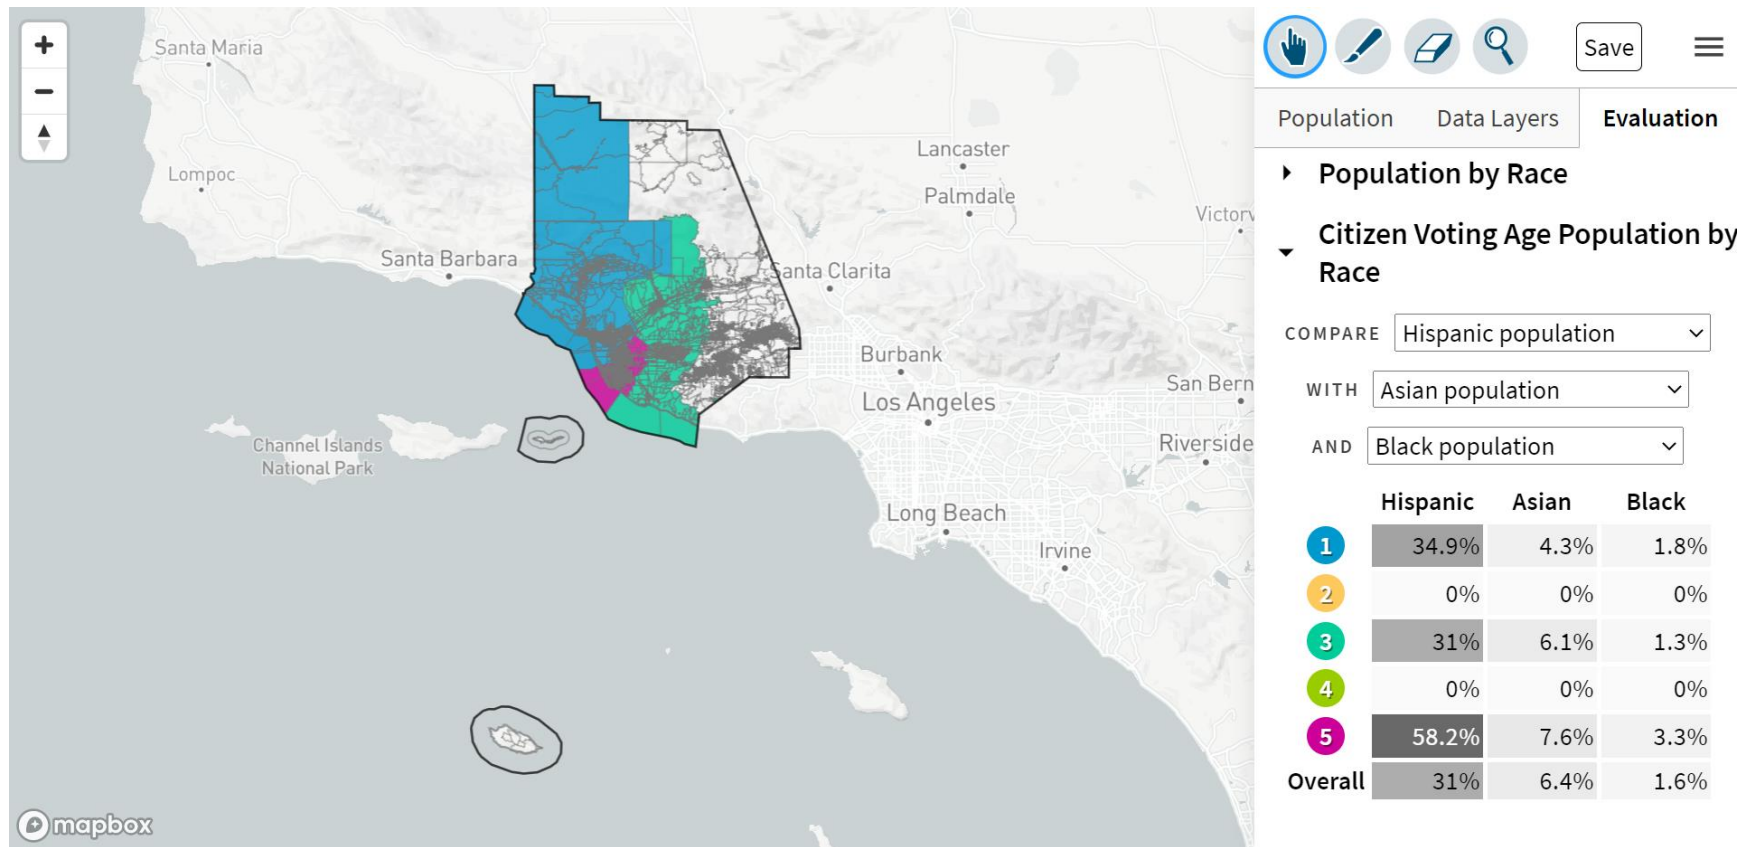 Santa Maria
Lompoc
Santa Barbara
Channel Islands
National Park
Lancaster
Palmdale
Victorv
Santa Clarita
Burbank
Los Angeles
San Bern
Riverside
Long Beach
Irvine
mapbox
Save
Population
Data Layers
Evaluation
Population by Race
Citizen Voting Age Population by
Race
COMPARE Hispanic population
WITH Asian population
AND Black population
Hispanic Asian Black
1 34.9% 4.3% 1.8%
2 0% 0% 0%
3 31% 6.1% 1.3%
4 0% 0% 0%
5 58.2% 7.6% 3.3%
Overall 31% 6.4% 1.6%